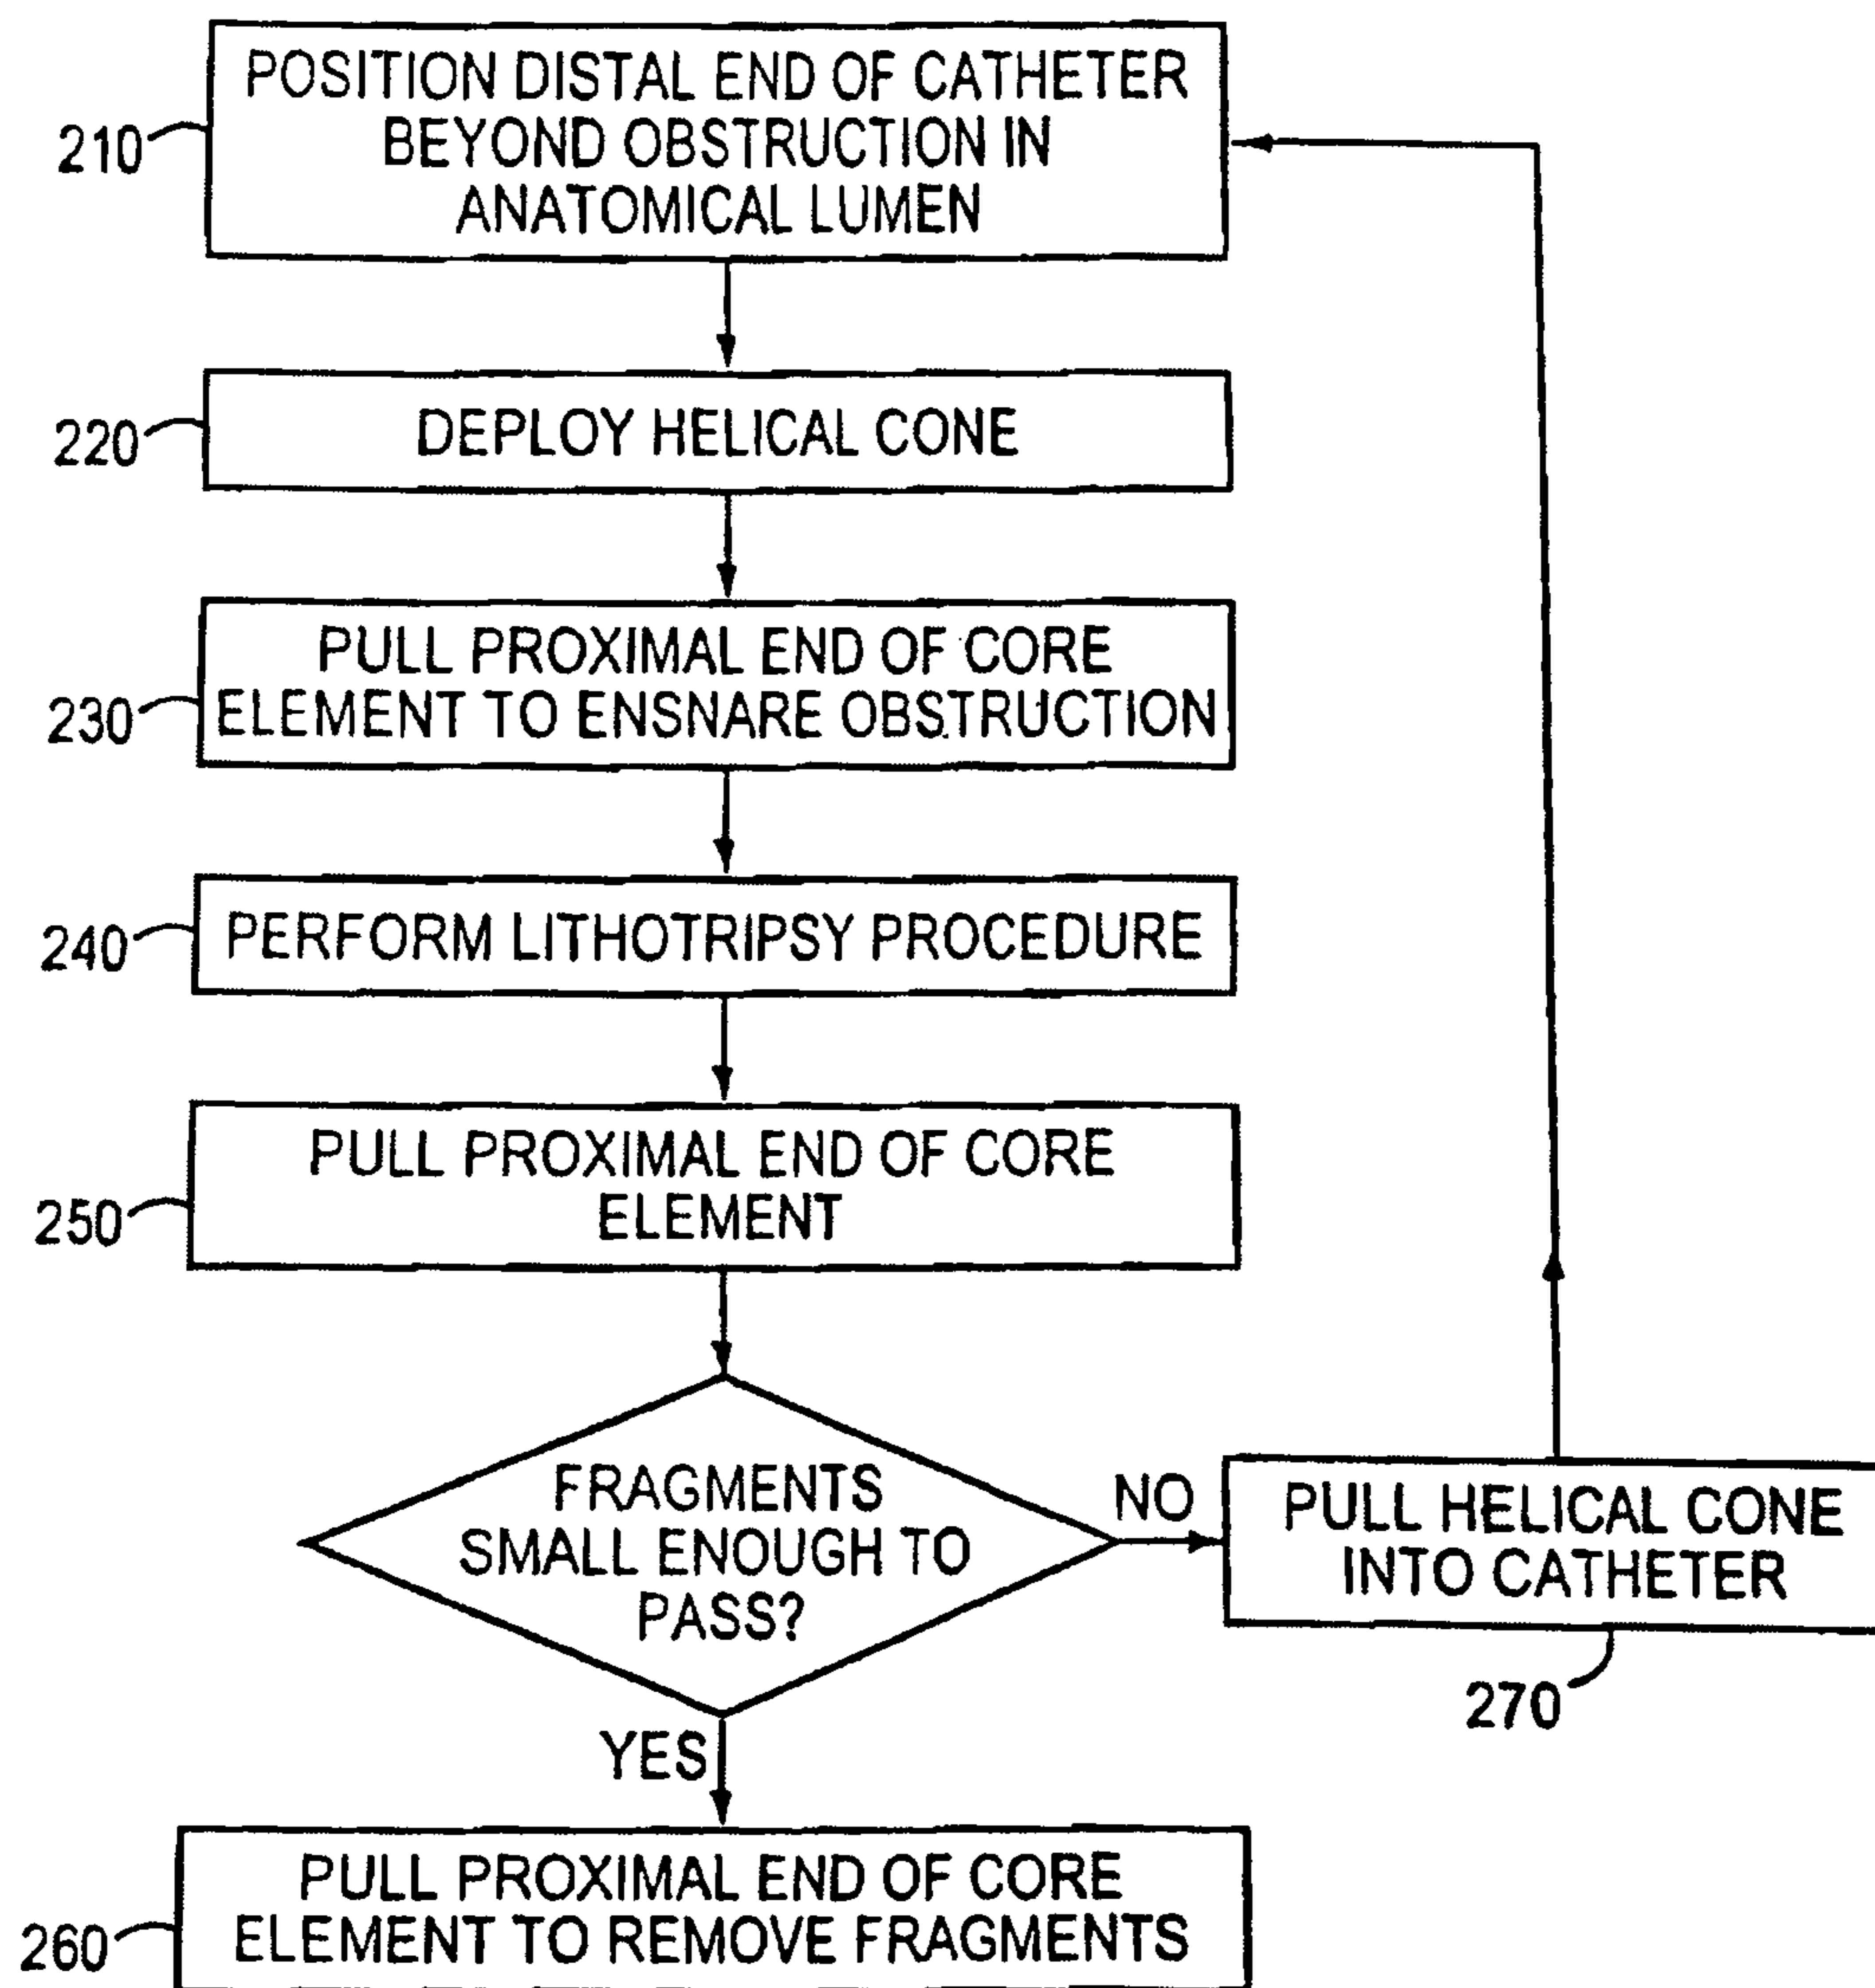 POSITION DISTAL END OF CATHETER
BEYOND OBSTRUCTION IN
ANATOMICAL LUMEN
210
DEPLOY HELICAL CONE
220
PULL PROXIMAL END OF CORE
ELEMENT TO ENSNARE OBSTRUCTION
230
PERFORM LITHOTRIPSY PROCEDURE
240
PULL PROXIMAL END OF CORE
ELEMENT
250
FRAGMENTS
SMALL ENOUGH TO
PASS?
NO
PULL HELICAL CONE
INTO CATHETER
270
YES
PULL PROXIMAL END OF CORE
ELEMENT TO REMOVE FRAGMENTS
260